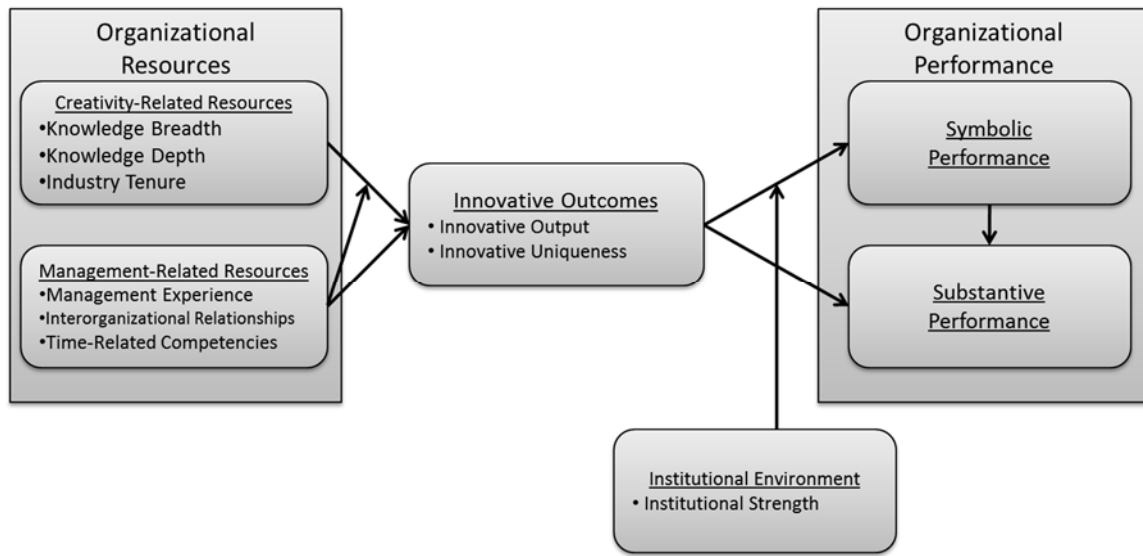 Organizational
Resources
Creativity-Related Resources
•Knowledge Breadth
•Knowledge Depth
•Industry Tenure
Management-Related Resources
•Management Experience
•Interorganizational Relationships
•Time-Related Competencies
Innovative Outcomes
• Innovative Output
• Innovative Uniqueness
Organizational
Performance
Symbolic
Performance
Substantive
Performance
Institutional Environment
• Institutional Strength